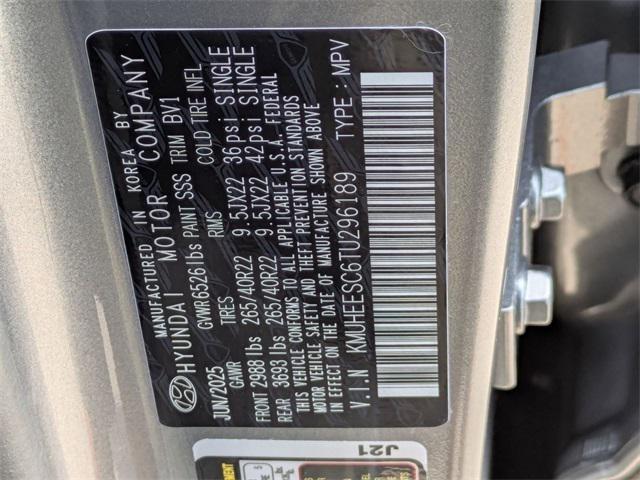 MANUFACTURED IN KOREA BY
HYUNDAI MOTOR COMPANY
JUN/2025 GVWR 6526 lbs PAINT SSS TRIM BV1
GAWR TIRES RIMS COLD TIRE INFL
FRONT 2988 lbs 265/40R22 9.5JX22 36 psi SINGLE
REAR 3693 lbs 265/40R22 9.5JX22 42 psi SINGLE
THIS VEHICLE CONFORMS TO ALL APPLICABLE U.S.A. FEDERAL
MOTOR VEHICLE SAFETY AND THEFT PREVENTION STANDARDS
IN EFFECT ON THE DATE OF MANUFACTURE SHOWN ABOVE
V.I.N KMUHEESC6TU296189 TYPE : MPV
J21